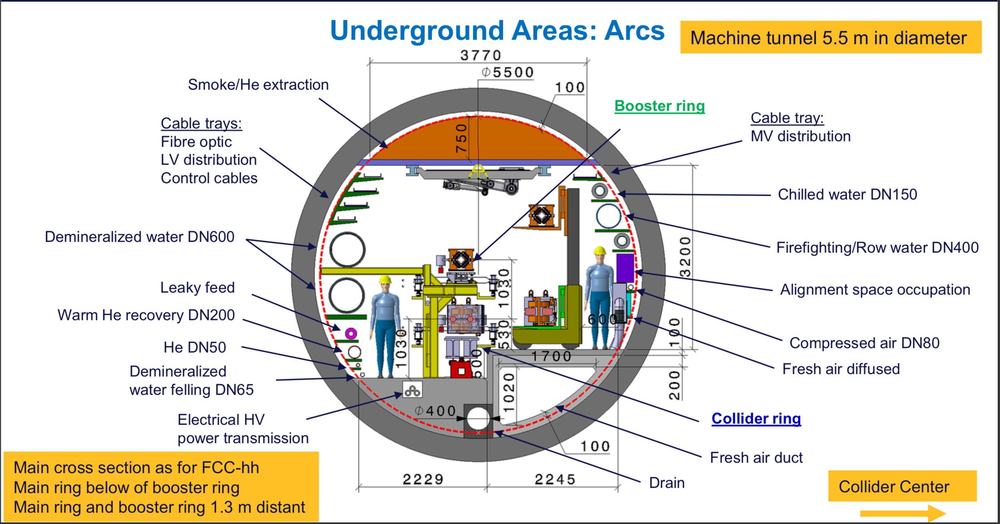 Underground Areas: Arcs
Machine tunnel 5.5 m in diameter
3770
Ø5500
100
Smoke/He extraction
Booster ring
Cable trays:
Fibre optic
LV distribution
Control cables
Cable tray:
MV distribution
750
Chilled water DN150
Demineralized water DN600
Firefighting/Row water DN400
3200
1030
Leaky feed
Alignment space occupation
Warm He recovery DN200
600
530
1030
100
Compressed air DN80
He DN50
1700
500
Fresh air diffused
Demineralized
water felling DN65
200
1020
Ø400
Electrical HV
power transmission
Collider ring
100
Fresh air duct
Drain
2229
2245
Main cross section as for FCC-hh
Main ring below of booster ring
Main ring and booster ring 1.3 m distant
Collider Center